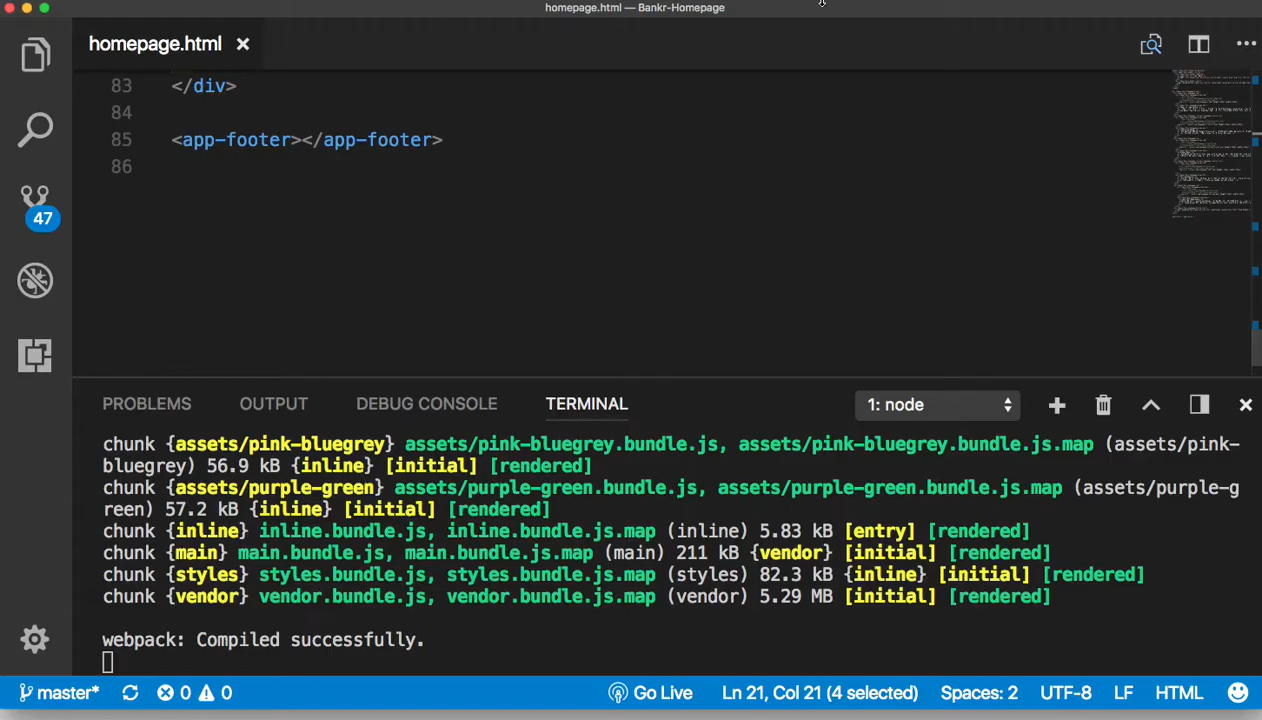 homepage.html — Bankr-Homepage
homepage.html
83 </div>
84
85 <app-footer></app-footer>
86
47
PROBLEMS OUTPUT DEBUG CONSOLE TERMINAL 1: node
chunk {assets/pink-bluegrey} assets/pink-bluegrey.bundle.js, assets/pink-bluegrey.bundle.js.map (assets/pink-
bluegrey) 56.9 kB {inline} [initial] [rendered]
chunk {assets/purple-green} assets/purple-green.bundle.js, assets/purple-green.bundle.js.map (assets/purple-g
reen) 57.2 kB {inline} [initial] [rendered]
chunk {inline} inline.bundle.js, inline.bundle.js.map (inline) 5.83 kB [entry] [rendered]
chunk {main} main.bundle.js, main.bundle.js.map (main) 211 kB {vendor} [initial] [rendered]
chunk {styles} styles.bundle.js, styles.bundle.js.map (styles) 82.3 kB {inline} [initial] [rendered]
chunk {vendor} vendor.bundle.js, vendor.bundle.js.map (vendor) 5.29 MB [initial] [rendered]
webpack: Compiled successfully.
master* 0 0 Go Live Ln 21, Col 21 (4 selected) Spaces: 2 UTF-8 LF HTML